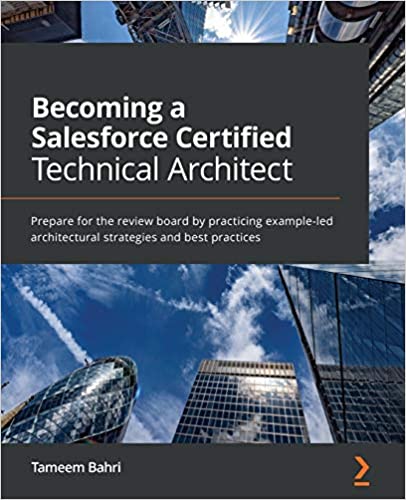 Becoming a
Salesforce Certified
Technical Architect
Prepare for the review board by practicing example-led
architectural strategies and best practices
Tameem Bahri